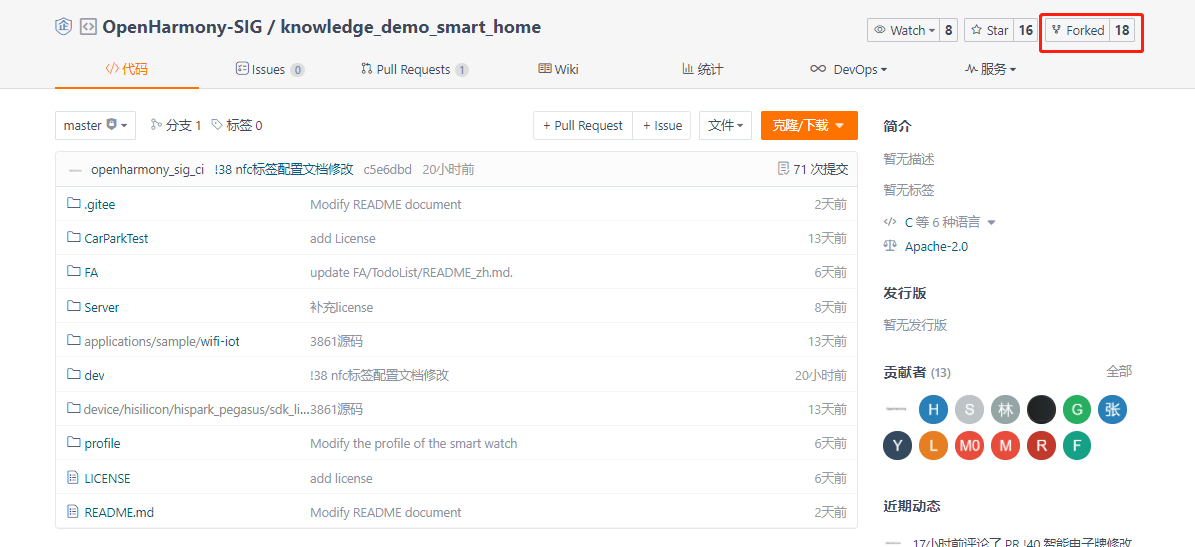 企 OpenHarmony-SIG / knowledge_demo_smart_home
Watch 8 Star 16 Forked 18
代码 Issues 0 Pull Requests 1 Wiki 统计 DevOps 服务
master 分支 1 标签 0 + Pull Request + Issue 文件 克隆/下载
openharmony_sig_ci !38 nfc标签配置文档修改 c5e6dbd 20小时前 71 次提交
.gitee Modify README document 2天前
CarParkTest add License 13天前
FA update FA/TodoList/README_zh.md. 6天前
Server 补充license 8天前
applications/sample/wifi-iot 3861源码 13天前
dev !38 nfc标签配置文档修改 20小时前
device/hisilicon/hispark_pegasus/sdk_li... 3861源码 13天前
profile Modify the profile of the smart watch 6天前
LICENSE add license 6天前
README.md Modify README document 2天前
简介
暂无描述
暂无标签
C 等 6 种语言
Apache-2.0
发行版
暂无发行版
贡献者 (13) 全部
H S 林 G 张
Y L M0 M R F
近期动态
17小时前评论了 PR !40 智能电子牌修改